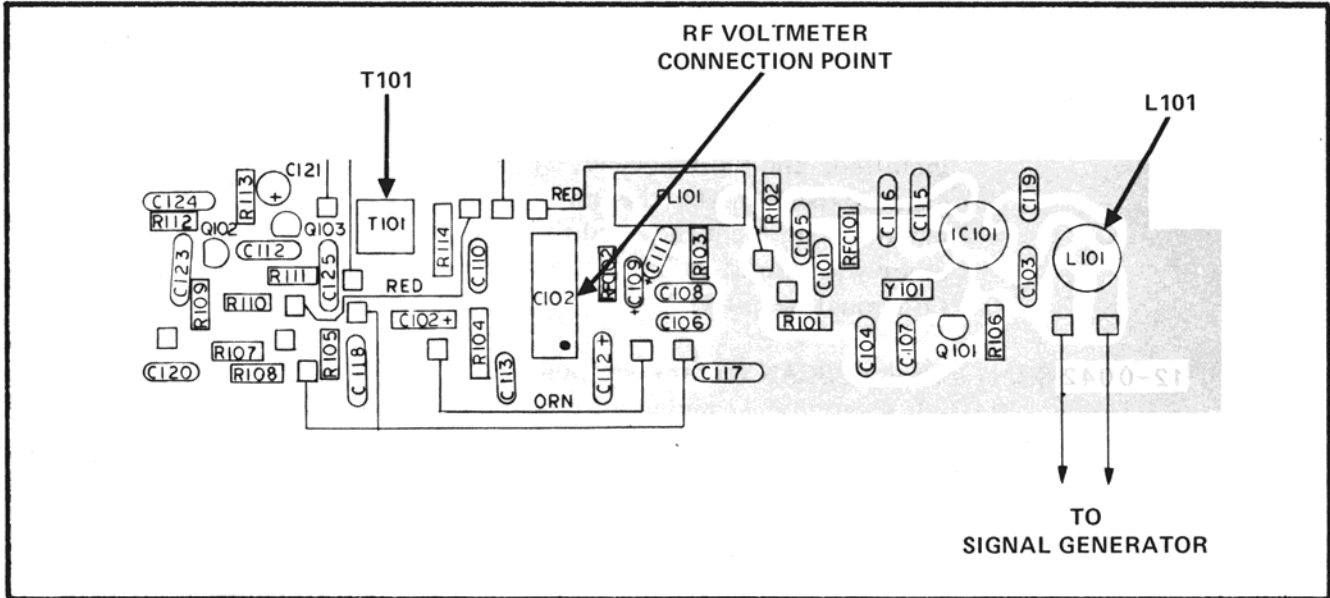 RF VOLTMETER
CONNECTION POINT
T101
L101
C121
R113
C124
R112
Q102
Q103
C112
C123
R111
C125
R109
R110
RED
T101
R114
C110
RED
FL101
R102
C105
C101
RFC101
C116
C115
IC101
C119
C103
L101
C102
RFC102
C109
+
C111
+
R103
C108
C106
Y101
R101
C104
C107
Q101
R106
R107
R108
C120
R105
C118
C102+
R104
C113
C112+
C117
ORN
12-0042
TO
SIGNAL GENERATOR